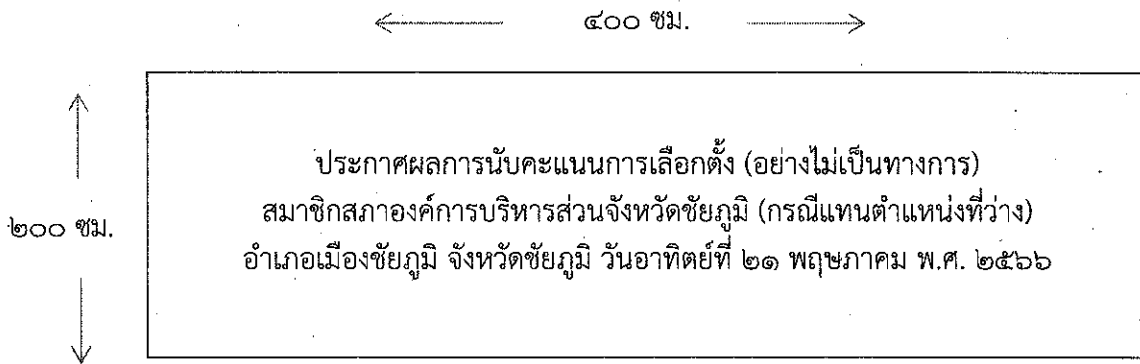 ๔๐๐ ซม.
ประกาศผลการนับคะแนนการเลือกตั้ง (อย่างไม่เป็นทางการ)
สมาชิกสภาองค์การบริหารส่วนจังหวัดชัยภูมิ (กรณีแทนตำแหน่งที่ว่าง)
๒๐๐ ซม.
อำเภอเมืองชัยภูมิ จังหวัดชัยภูมิ วันอาทิตย์ที่ ๒๑ พฤษภาคม พ.ศ. ๒๕๖๖